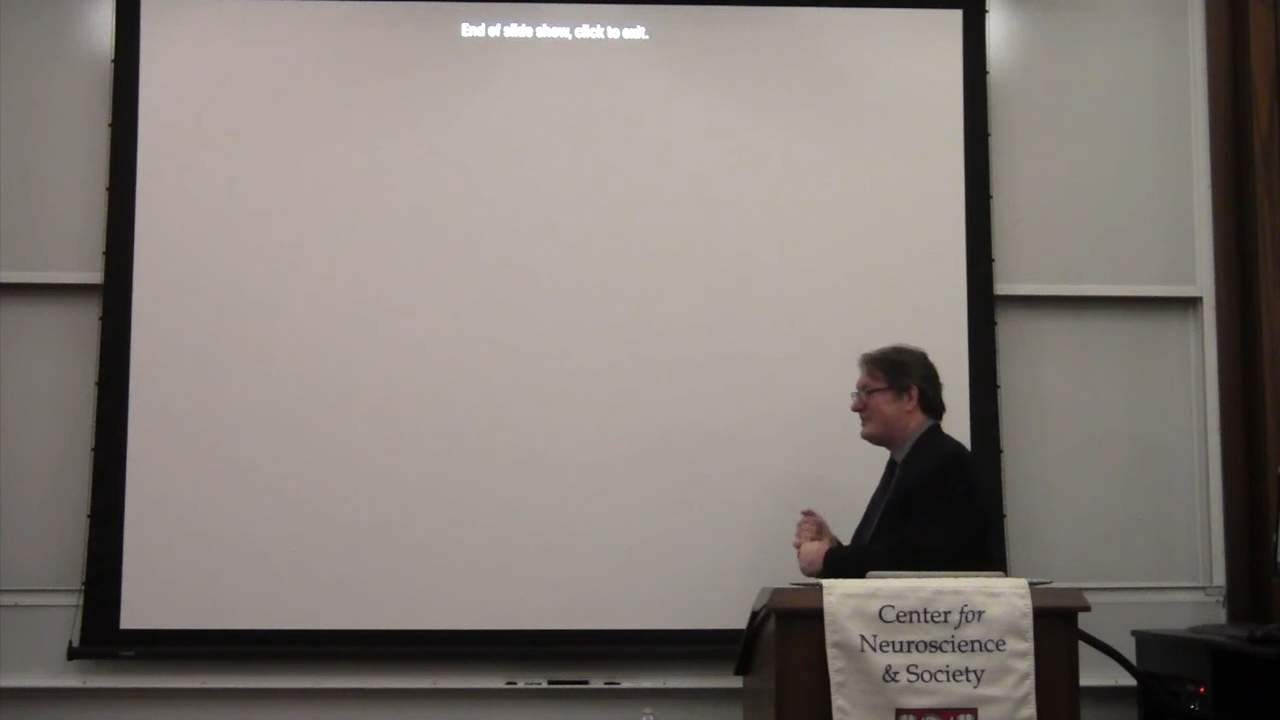 End of slide show, click to exit.
Center for
Neuroscience
& Society